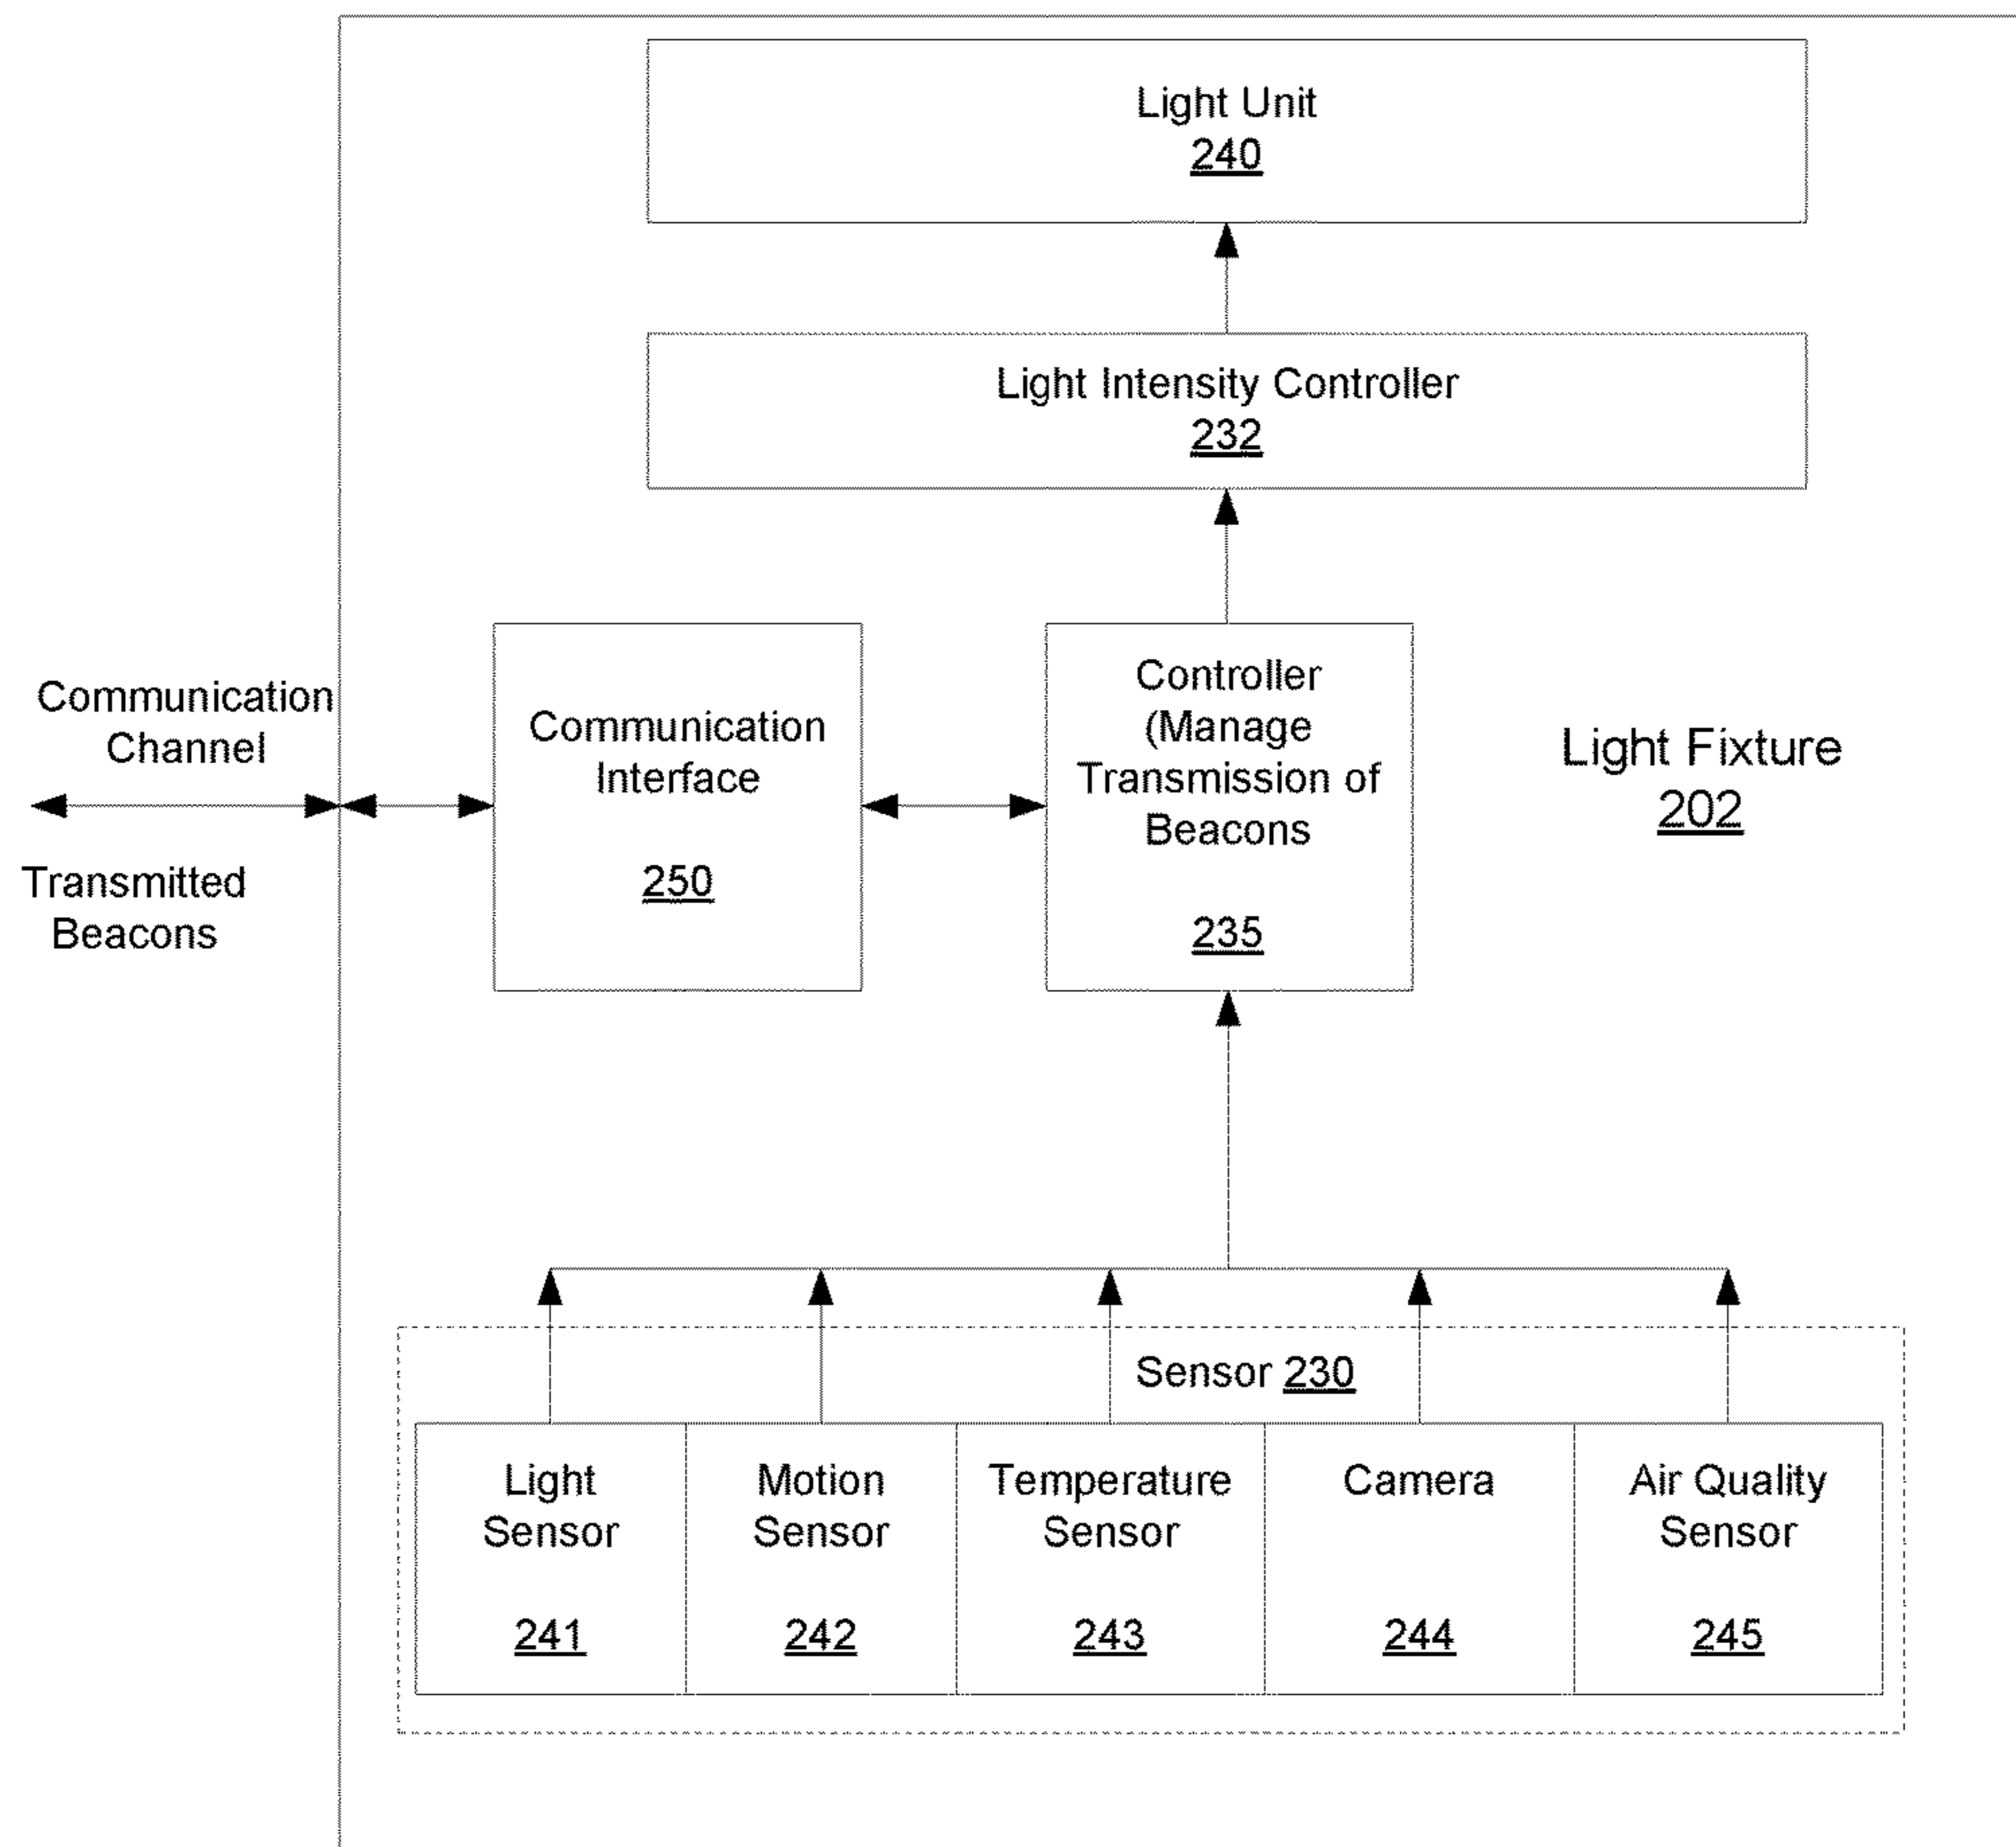 Light Unit
240
Light Intensity Controller
232
Communication
Channel
Transmitted
Beacons
Communication
Interface
250
Controller
(Manage
Transmission of
Beacons
235
Light Fixture
202
Sensor 230
Light
Sensor
241
Motion
Sensor
242
Temperature
Sensor
243
Camera
244
Air Quality
Sensor
245